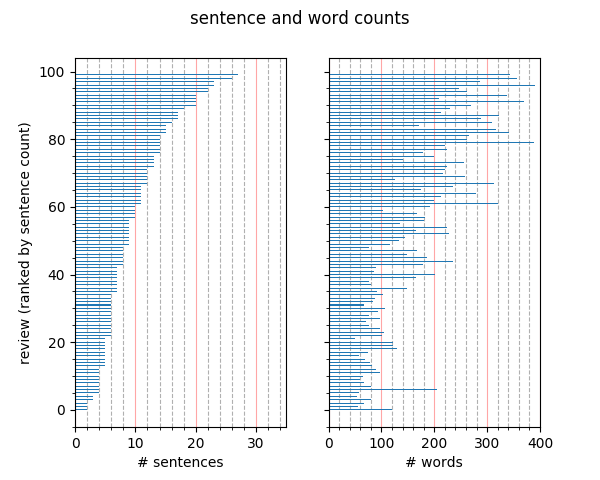 sentence and word counts
review (ranked by sentence count)
100
80
60
40
20
0
0 10 20 30
# sentences
0 100 200 300 400
# words